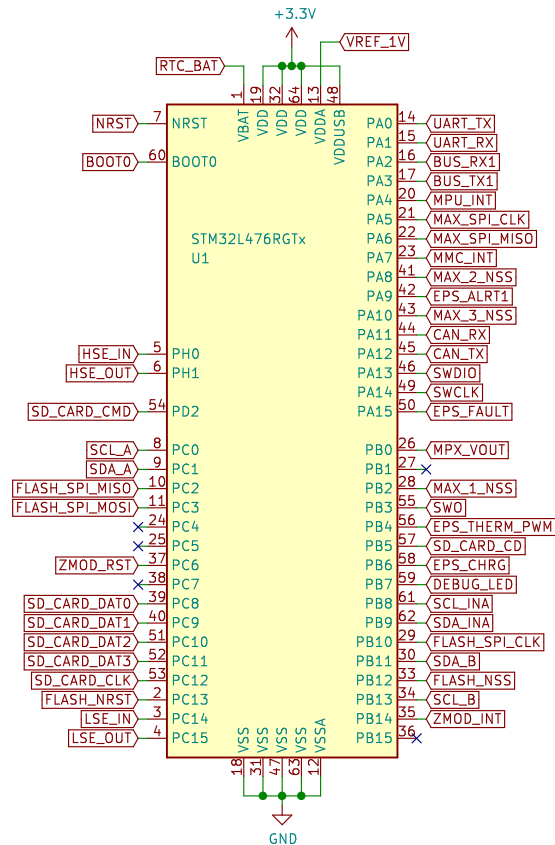 +3.3V
VREF_1V
RTC_BAT
1 19 32 64 13 48
VBAT VDD VDD VDD VDDA VDDUSB
NRST 7 NRST PA0 14 UART_TX
PA1 15 UART_RX
BOOT0 60 BOOT0 PA2 16 BUS_RX1
PA3 17 BUS_TX1
PA4 20 MPU_INT
PA5 21 MAX_SPI_CLK
STM32L476RGTx PA6 22 MAX_SPI_MISO
U1 PA7 23 MMC_INT
PA8 41 MAX_2_NSS
PA9 42 EPS_ALRT1
PA10 43 MAX_3_NSS
PA11 44 CAN_RX
HSE_IN 5 PH0 PA12 45 CAN_TX
HSE_OUT 6 PH1 PA13 46 SWDIO
PA14 49 SWCLK
SD_CARD_CMD 54 PD2 PA15 50 EPS_FAULT
SCL_A 8 PC0 PB0 26 MPX_VOUT
SDA_A 9 PC1 PB1 27
FLASH_SPI_MISO 10 PC2 PB2 28 MAX_1_NSS
FLASH_SPI_MOSI 11 PC3 PB3 55 SWO
24 PC4 PB4 56 EPS_THERM_PWM
25 PC5 PB5 57 SD_CARD_CD
ZMOD_RST 37 PC6 PB6 58 EPS_CHRG
38 PC7 PB7 59 DEBUG_LED
SD_CARD_DAT0 39 PC8 PB8 61 SCL_INA
SD_CARD_DAT1 40 PC9 PB9 62 SDA_INA
SD_CARD_DAT2 51 PC10 PB10 29 FLASH_SPI_CLK
SD_CARD_DAT3 52 PC11 PB11 30 SDA_B
SD_CARD_CLK 53 PC12 PB12 33 FLASH_NSS
FLASH_NRST 2 PC13 PB13 34 SCL_B
LSE_IN 3 PC14 PB14 35 ZMOD_INT
LSE_OUT 4 PC15 PB15 36
VSS VSS VSS VSS VSSA
18 31 47 63 12
GND